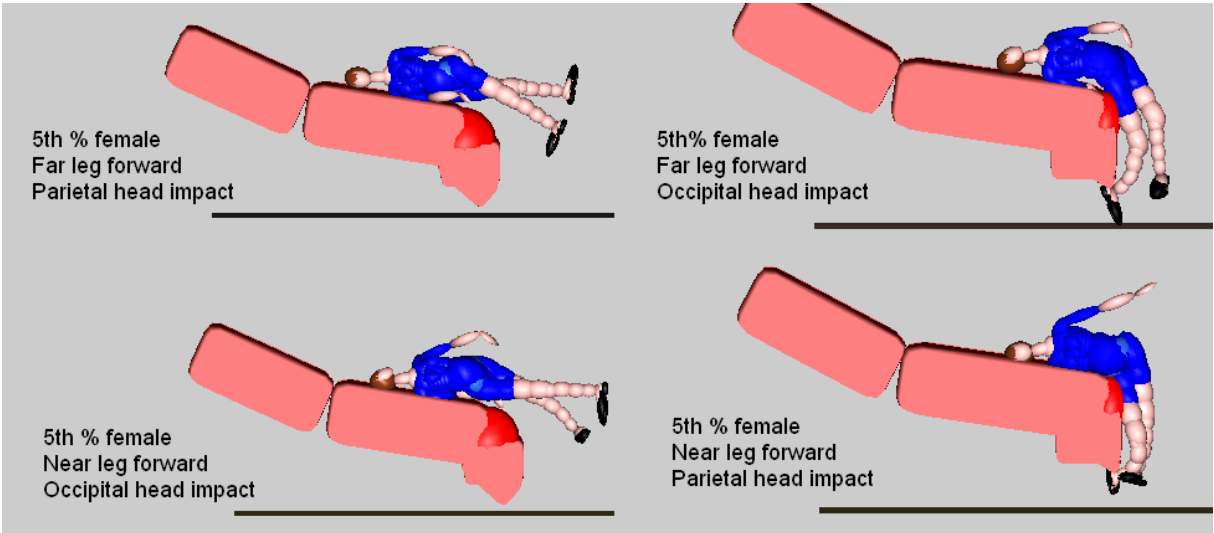 5th % female
Far leg forward
Parietal head impact
5th% female
Far leg forward
Occipital head impact
5th % female
Near leg forward
Occipital head impact
5th % female
Near leg forward
Parietal head impact